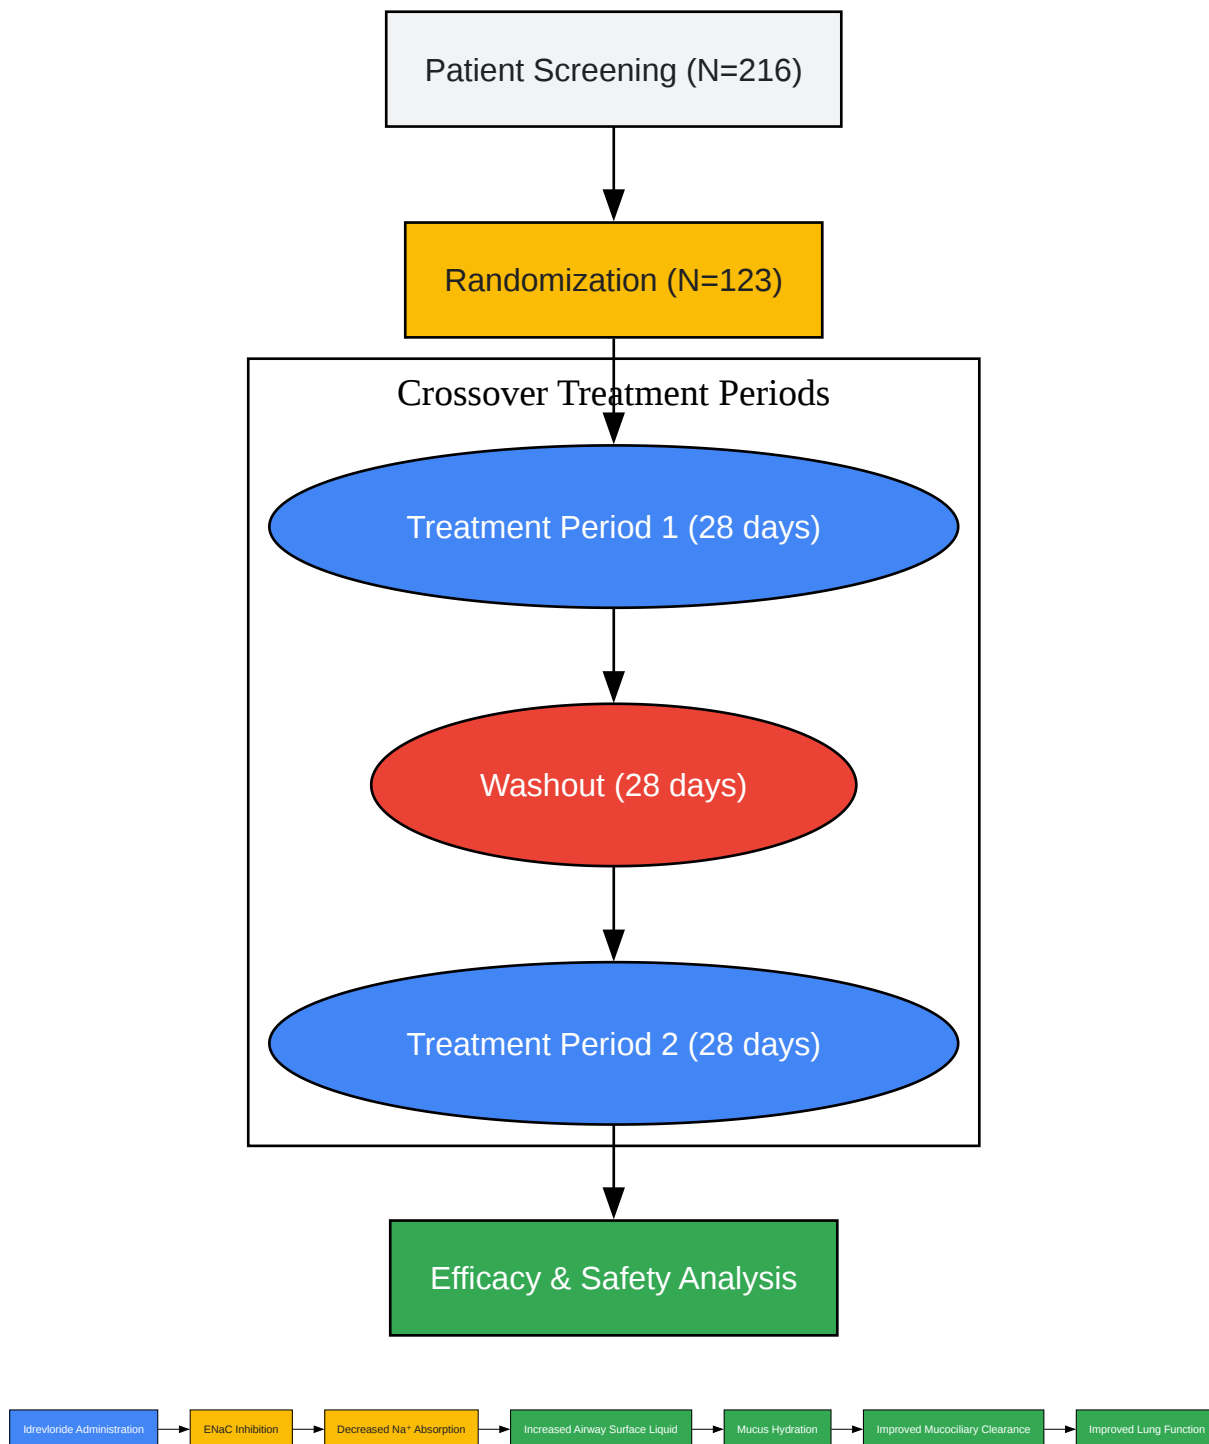 Patient Screening (N=216)
Randomization (N=123)
Crossover Treatment Periods
Treatment Period 1 (28 days)
Washout (28 days)
Treatment Period 2 (28 days)
Efficacy & Safety Analysis
Idrevloride Administration
ENaC Inhibition
Decreased Na⁺ Absorption
Increased Airway Surface Liquid
Mucus Hydration
Improved Mucociliary Clearance
Improved Lung Function